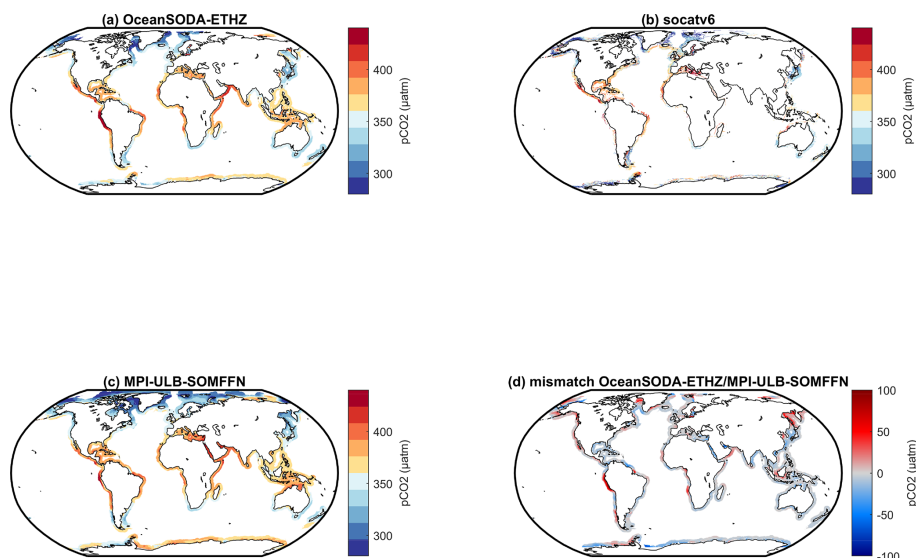 (a) OceanSODA-ETHZ
400
350
300
pCO2 (µatm)
(b) socatv6
400
350
300
pCO2 (µatm)
(c) MPI-ULB-SOMFFN
400
350
300
pCO2 (µatm)
(d) mismatch OceanSODA-ETHZ/MPI-ULB-SOMFFN
100
50
0
-50
-100
pCO2 (µatm)